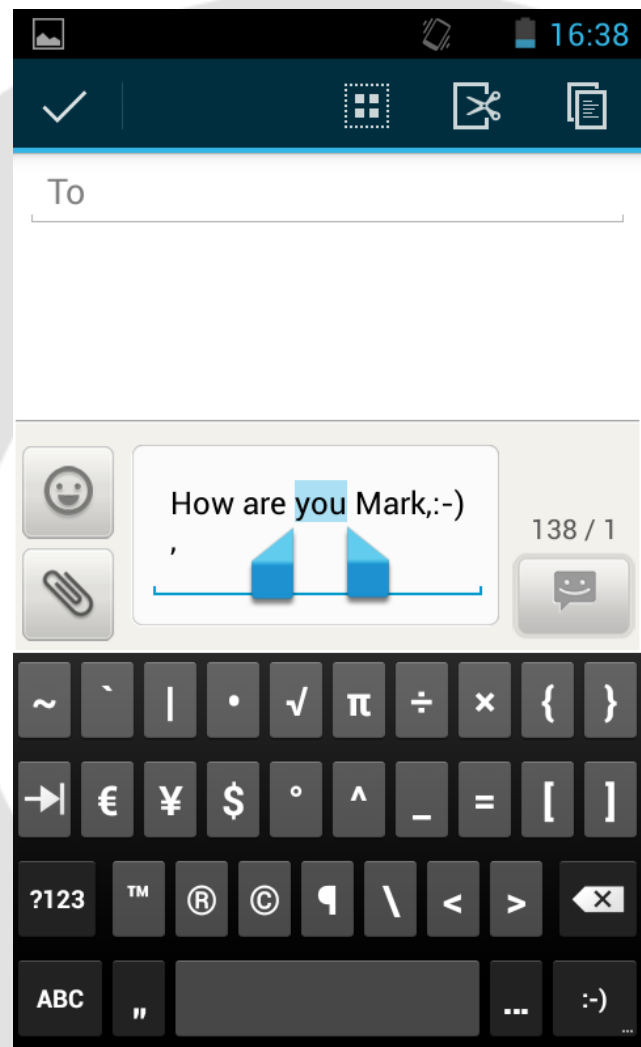 16:38
To
How are you Mark,:-)
,
138 / 1
~ ` | • √ π ÷ × { }
€ ¥ $ ° ^ _ = [ ]
?123 ™ ® © ¶ \ < >
ABC „ … :-)
...